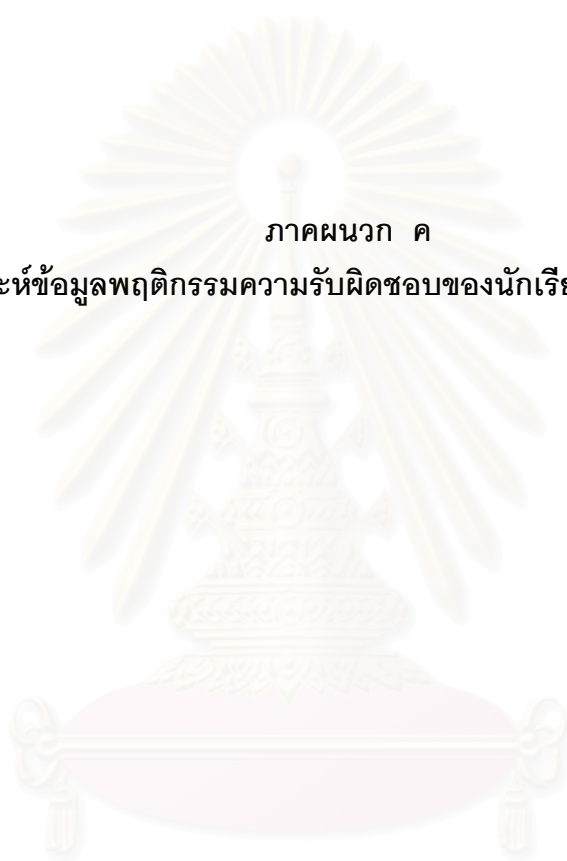 ภาคผนวก ค
ะห์ข้อมูลพฤติกรรมความรับผิดชอบของนักเรี